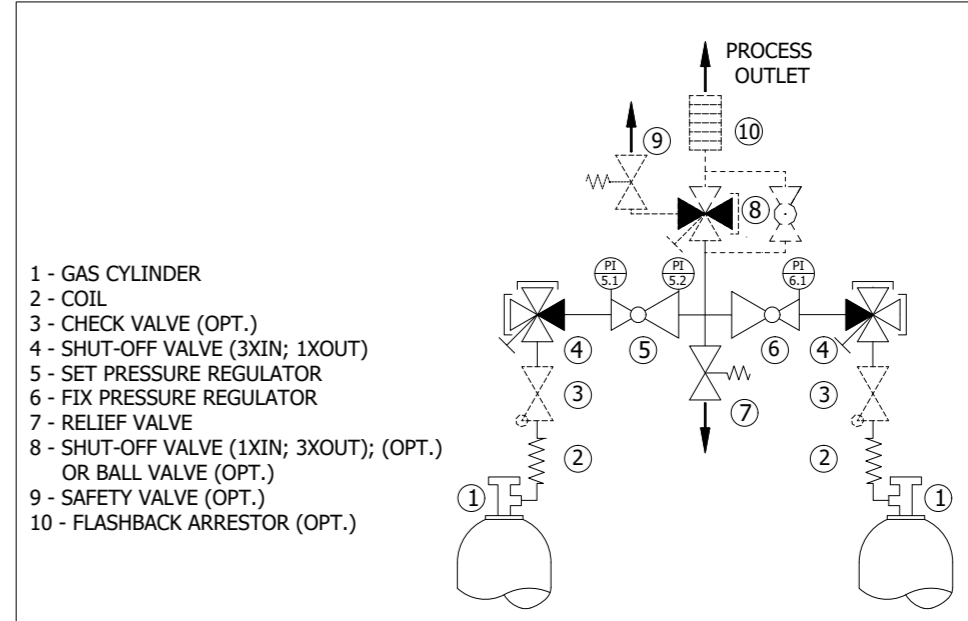 PROCESS
OUTLET
9
10
8
1 - GAS CYLINDER
2 - COIL
3 - CHECK VALVE (OPT.)
4 - SHUT-OFF VALVE (3XIN; 1XOUT)
5 - SET PRESSURE REGULATOR
6 - FIX PRESSURE REGULATOR
7 - RELIEF VALVE
8 - SHUT-OFF VALVE (1XIN; 3XOUT); (OPT.)
OR BALL VALVE (OPT.)
9 - SAFETY VALVE (OPT.)
10 - FLASHBACK ARRESTOR (OPT.)
PI
5.1
PI
5.2
PI
6.1
4
5
6
4
3
7
3
2
2
1
1